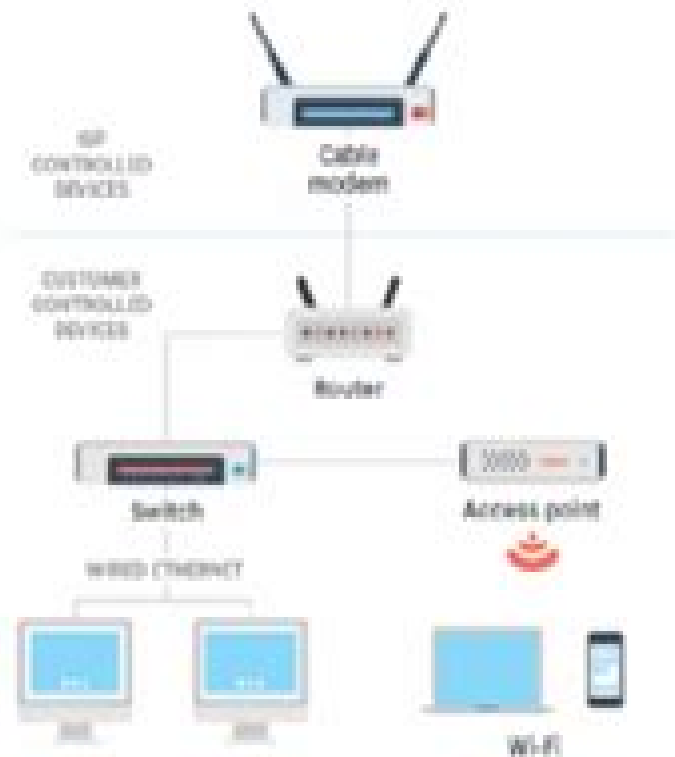 ISP
CONTROLLED
DEVICES
Cable
modem
CUSTOMER
CONTROLLED
DEVICES
Router
Switch
Access point
WIRED ETHERNET
Wi-Fi